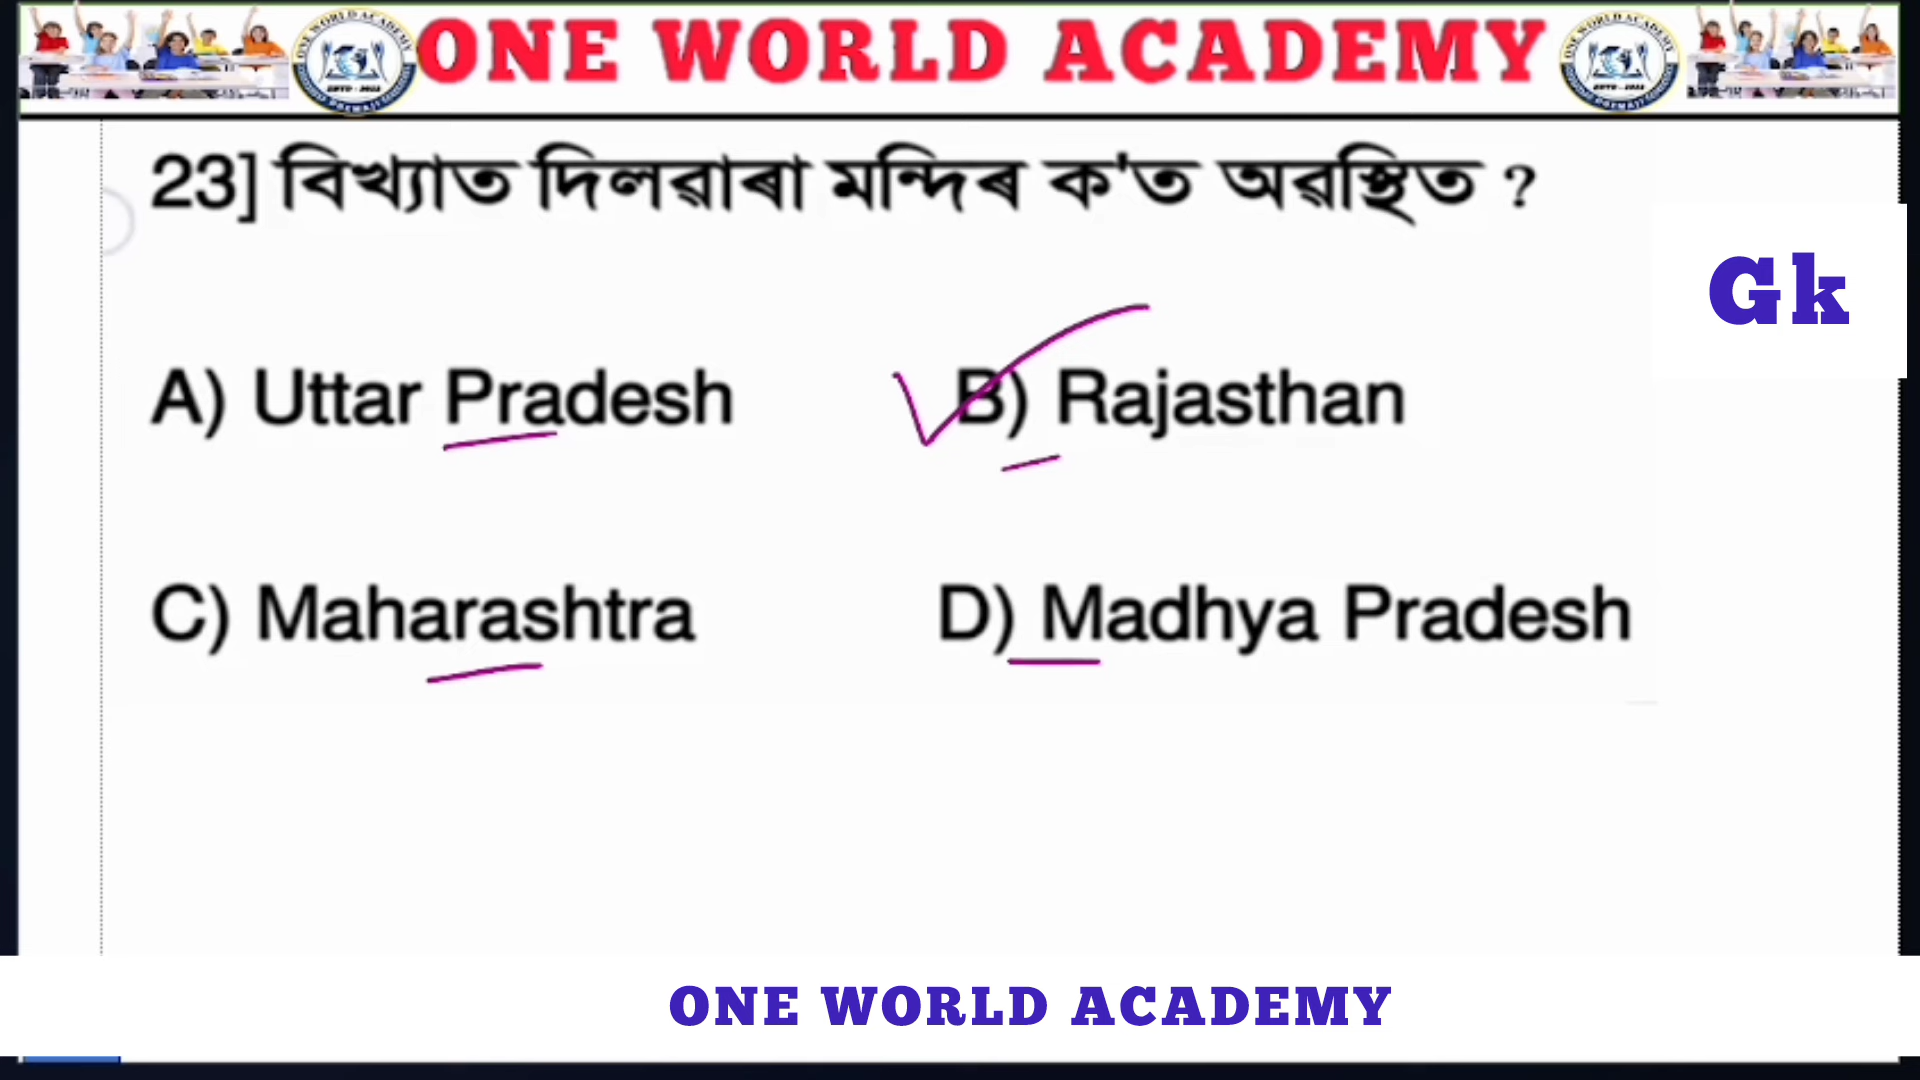 ONE WORLD ACADEMY
23] বিখ্যাত দিলৱাৰা মন্দিৰ ক'ত অৱস্থিত ?
Gk
A) Uttar Pradesh
B) Rajasthan
C) Maharashtra
D) Madhya Pradesh
ONE WORLD ACADEMY